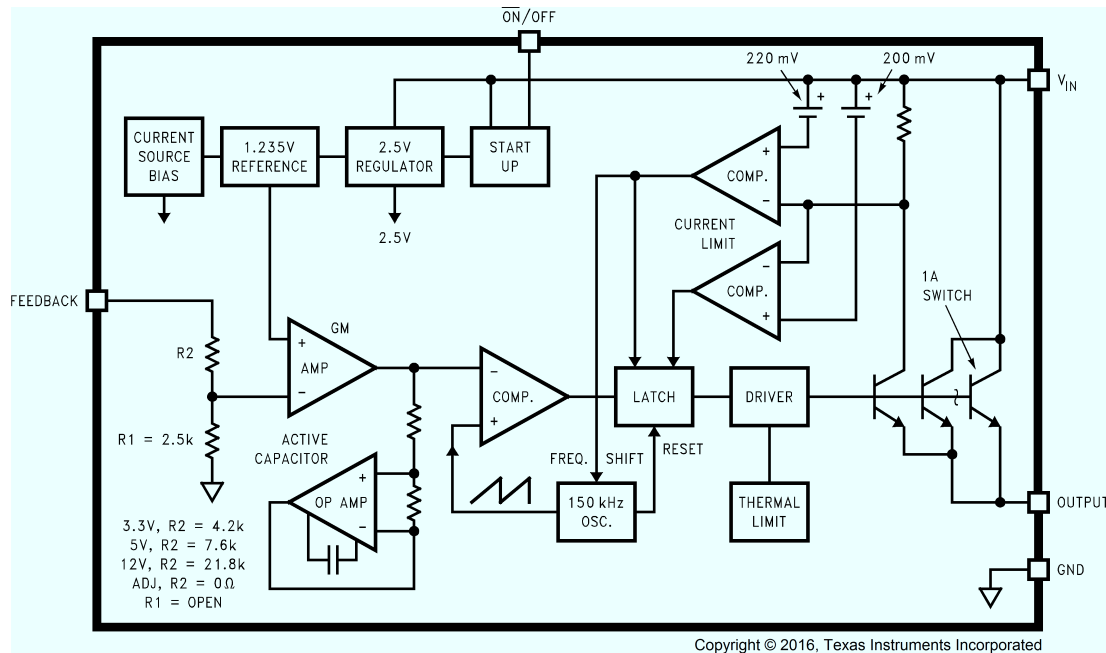 ON/OFF
220 mV
200 mV
VIN
+
+
CURRENT
SOURCE
BIAS
1.235V
REFERENCE
2.5V
REGULATOR
START
UP
2.5V
+
COMP.
−
CURRENT
LIMIT
−
COMP.
+
1A
SWITCH
FEEDBACK
R2
R1 = 2.5k
GM
+
AMP
−
−
COMP.
+
LATCH
DRIVER
ACTIVE
CAPACITOR
+
OP AMP
−
FREQ. SHIFT
RESET
150 kHz
OSC.
THERMAL
LIMIT
OUTPUT
GND
3.3V, R2 = 4.2k
5V, R2 = 7.6k
12V, R2 = 21.8k
ADJ, R2 = 0Ω
R1 = OPEN
Copyright © 2016, Texas Instruments Incorporated